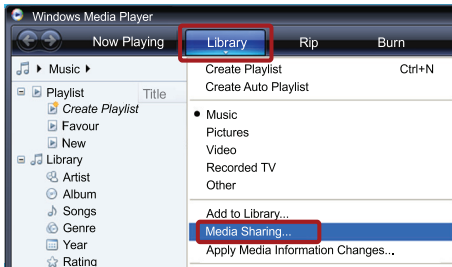 Windows Media Player
Now Playing Library Rip Burn
Music
Playlist Title
Create Playlist
Favour
New
Library
Artist
Album
Songs
Genre
Year
Rating
Create Playlist Ctrl+N
Create Auto Playlist
Music
Pictures
Video
Recorded TV
Other
Add to Library...
Media Sharing...
Apply Media Information Changes...